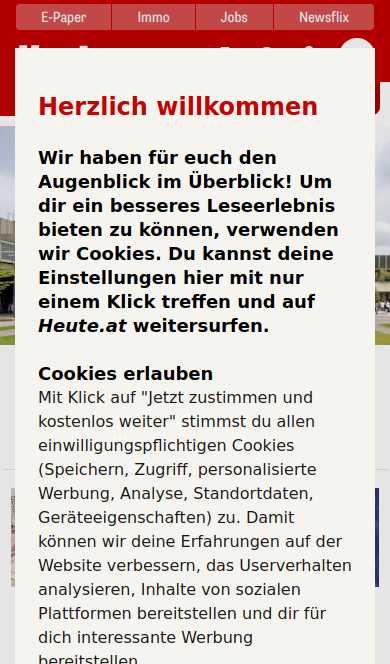 E-Paper Immo Jobs Newsflix
Herzlich willkommen
Wir haben für euch den
Augenblick im Überblick! Um
dir ein besseres Leseerlebnis
bieten zu können, verwenden
wir Cookies. Du kannst deine
Einstellungen hier mit nur
einem Klick treffen und auf
Heute.at weitersurfen.
Cookies erlauben
Mit Klick auf "Jetzt zustimmen und
kostenlos weiter" stimmst du allen
einwilligungspflichtigen Cookies
(Speichern, Zugriff, personalisierte
Werbung, Analyse, Standortdaten,
Geräteeigenschaften) zu. Damit
können wir deine Erfahrungen auf der
Website verbessern, das Userverhalten
analysieren, Inhalte von sozialen
Plattformen bereitstellen und dir für
dich interessante Werbung
bereitstellen